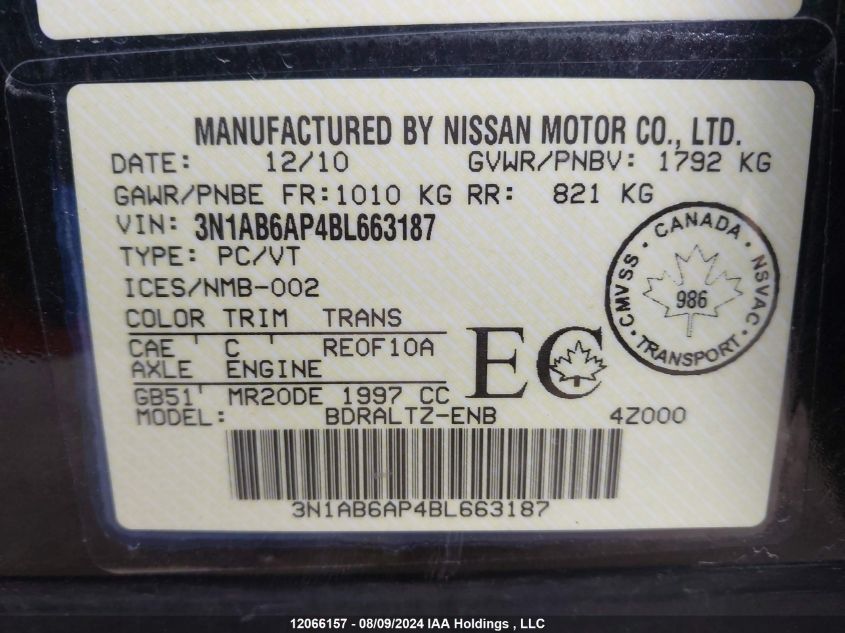 MANUFACTURED BY NISSAN MOTOR CO., LTD.
DATE: 12/10 GVWR/PNBV: 1792 KG
GAWR/PNBE FR:1010 KG RR: 821 KG
VIN: 3N1AB6AP4BL663187
TYPE: PC/VT
ICES/NMB-002
COLOR TRIM TRANS
CAE ' C ' RE0F10A
AXLE ENGINE
GB51' MR20DE 1997 CC
MODEL: BDRALTZ-ENB 4Z000
EC
· CANADA ·
CMVSS NSVAC
986
· TRANSPORT ·
3N1AB6AP4BL663187
12066157 - 08/09/2024 IAA Holdings , LLC